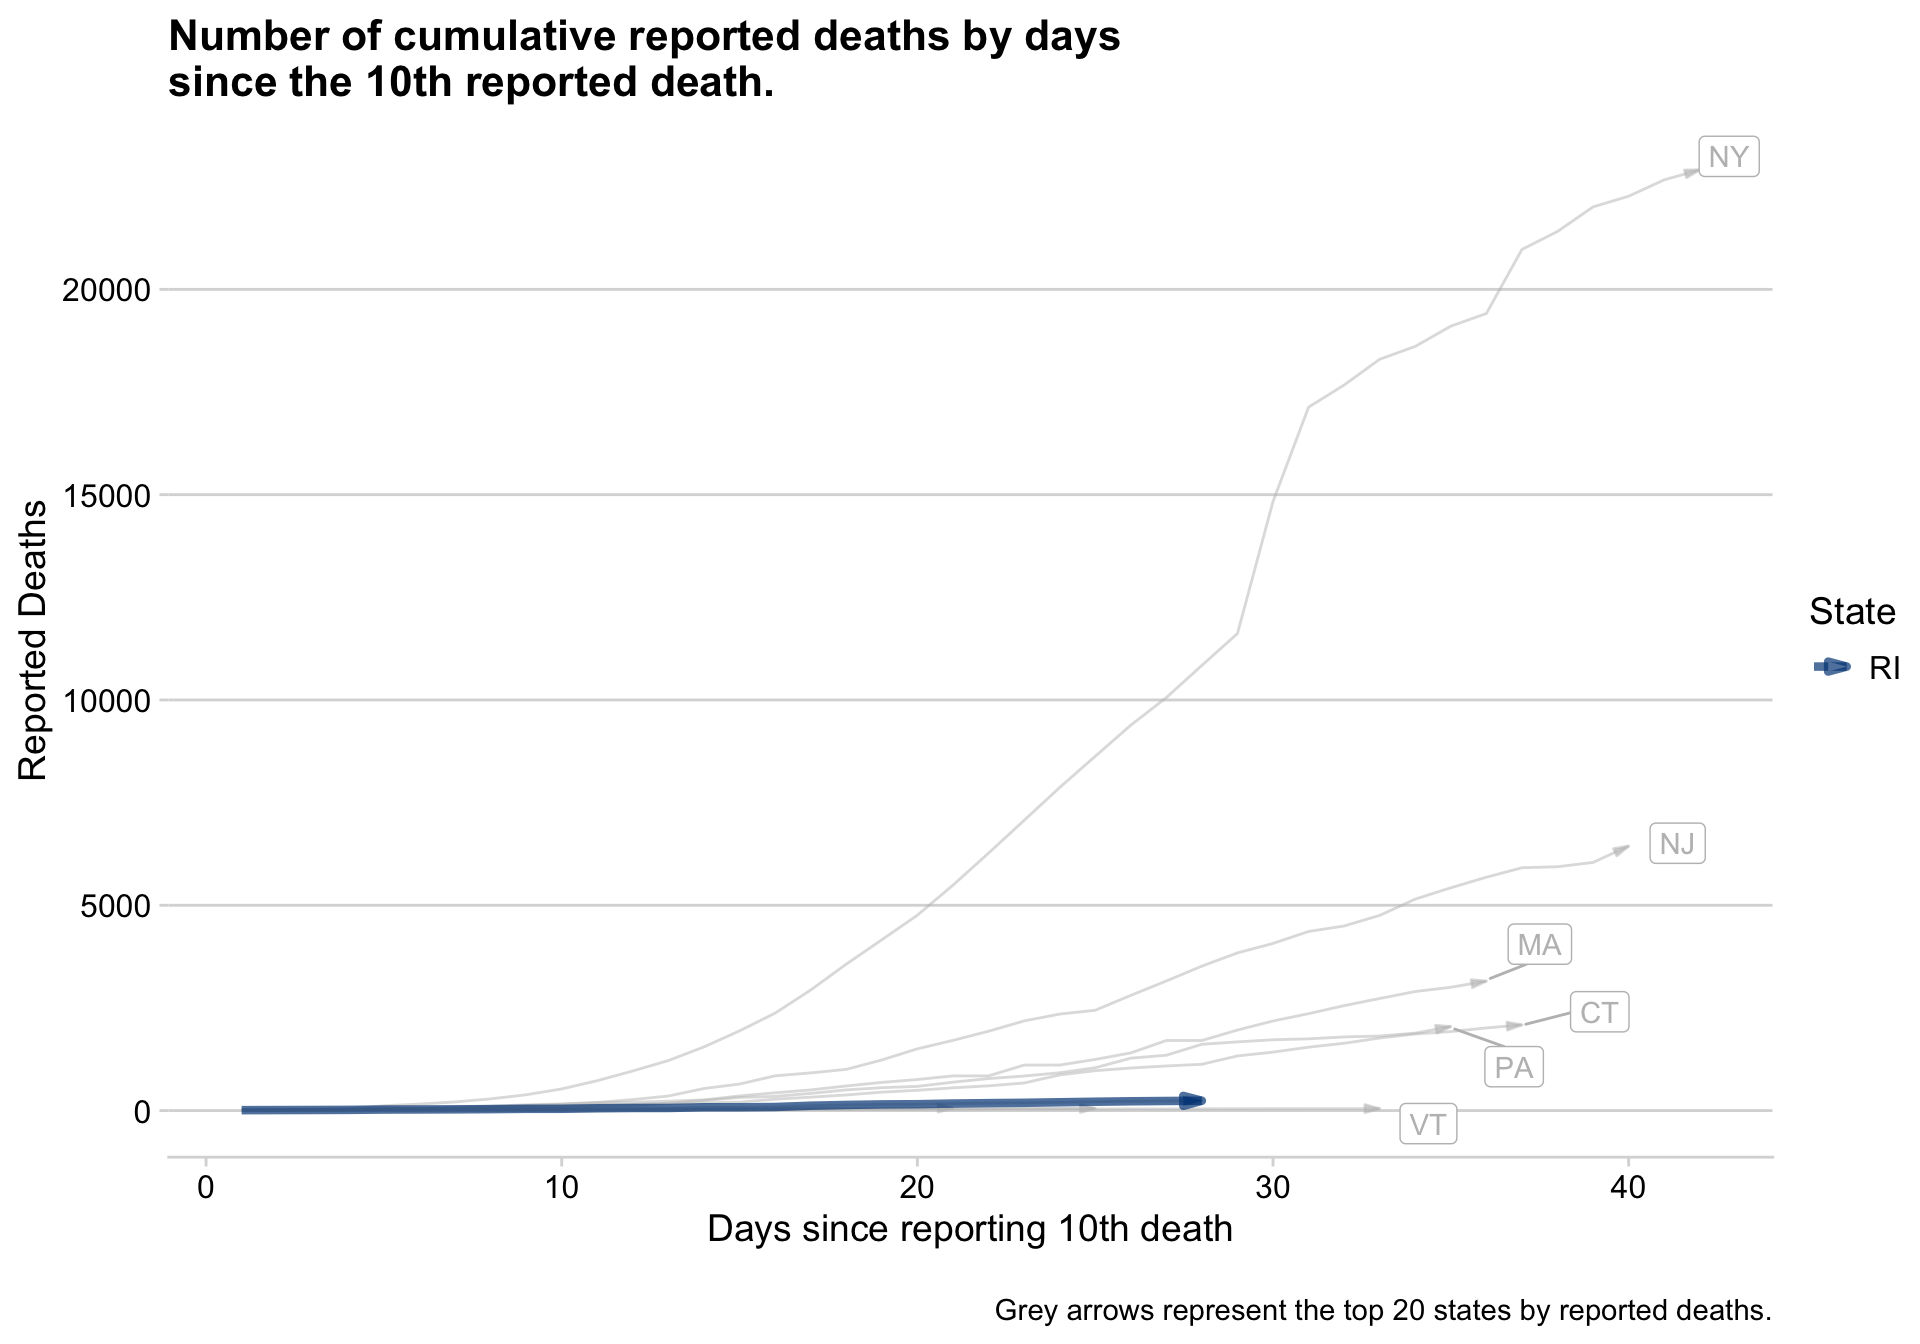 Number of cumulative reported deaths by days
since the 10th reported death.
NY
20000
15000
Reported Deaths
State
RI
10000
NJ
5000
MA
CT
PA
0
VT
0 10 20 30 40
Days since reporting 10th death
Grey arrows represent the top 20 states by reported deaths.